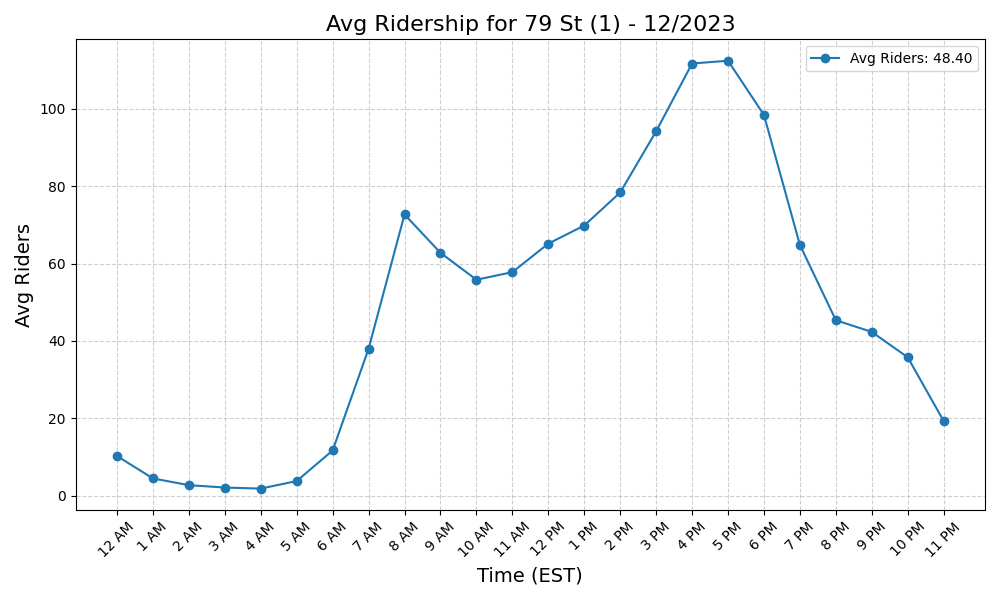 Avg Ridership for 79 St (1) - 12/2023
Avg Riders: 48.40
Avg Riders
100
80
60
40
20
0
12 AM
1 AM
2 AM
3 AM
4 AM
5 AM
6 AM
7 AM
8 AM
9 AM
10 AM
11 AM
12 PM
1 PM
2 PM
3 PM
4 PM
5 PM
6 PM
7 PM
8 PM
9 PM
10 PM
11 PM
Time (EST)